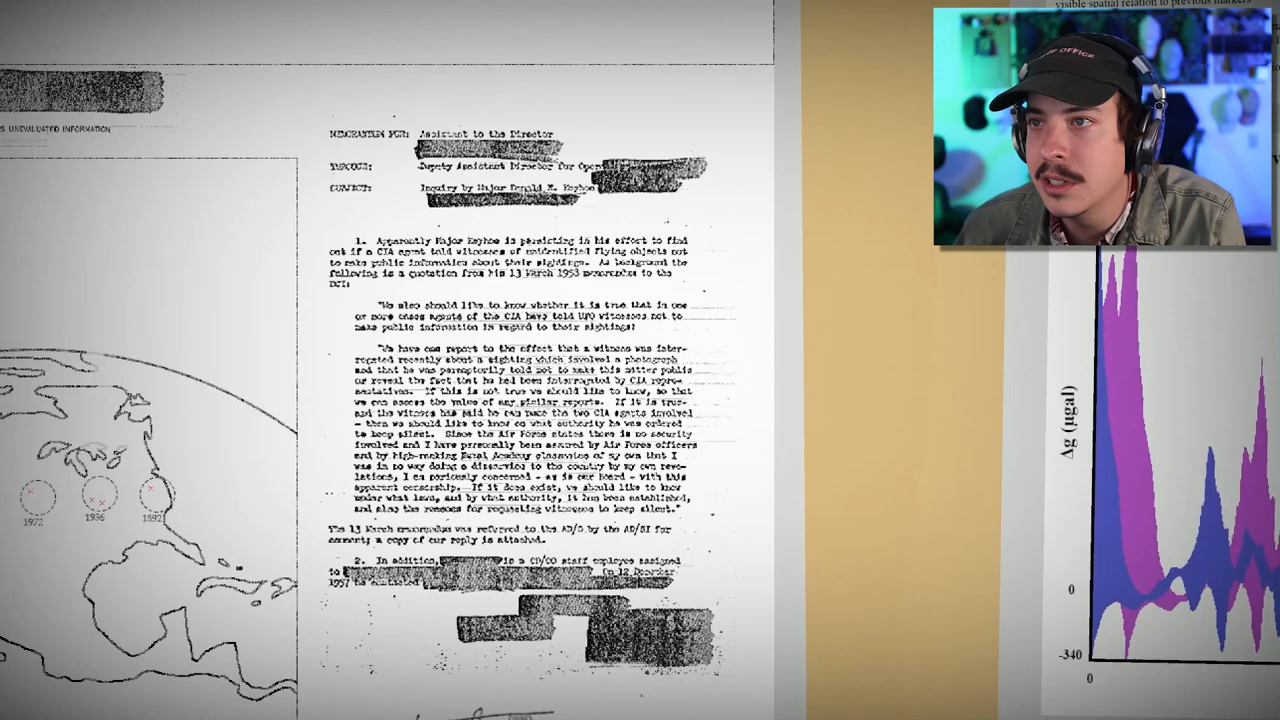 visible spatial relation to previous markers
OFFICE
S UNEVALUATED INFORMATION
MEMORANDUM FOR: Assistant to the Director
THROUGH: Deputy Assistant Director for Oper
SUBJECT: Inquiry by Major Donald E. Keyhoe
1. Apparently Major Keyhoe is persisting in his effort to find
out if a CIA agent told witnesses of unidentified flying objects not
to make public information about their sightings. As background the
following is a quotation from his 13 March 1958 memorandum to the
DCI:
"We also should like to know whether it is true that in one
or more cases agents of the CIA have told UFO witnesses not to
make public information in regard to their sightings?
"We have one report to the effect that a witness was inter-
rogated recently about a sighting which involved a photograph
and that he was peremptorily told not to make this matter public
or reveal the fact that he had been interrogated by CIA repre-
sentatives. If this is not true we should like to know, so that
we can assess the value of any similar reports. If it is true-
and the witness has said he can name the two CIA agents involved
- then we should like to know on what authority he was ordered
to keep silent. Since the Air Force states there is no security
involved and I have personally been assured by Air Force officers
and by high-ranking Naval Academy classmates of my own that I
was in no way doing a disservice to the country by my own reve-
lations, I am seriously concerned - as is our board - with this
apparent censorship. If it does exist, we should like to know
under what laws, and by what authority, it has been established,
and also the reasons for requesting witnesses to keep silent."
The 13 March memorandum was referred to the AD/O by the AD/SI for
comment; a copy of our reply is attached.
2. In addition, is a CD/OO staff employee assigned
to On 12 December
1957 he contacted
1972
1936
1892
Δg (μgal)
0
-340
0